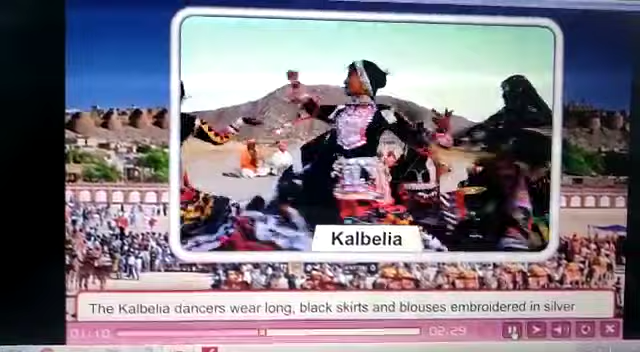 Kalbelia
The Kalbelia dancers wear long, black skirts and blouses embroidered in silver
01:10
02:29